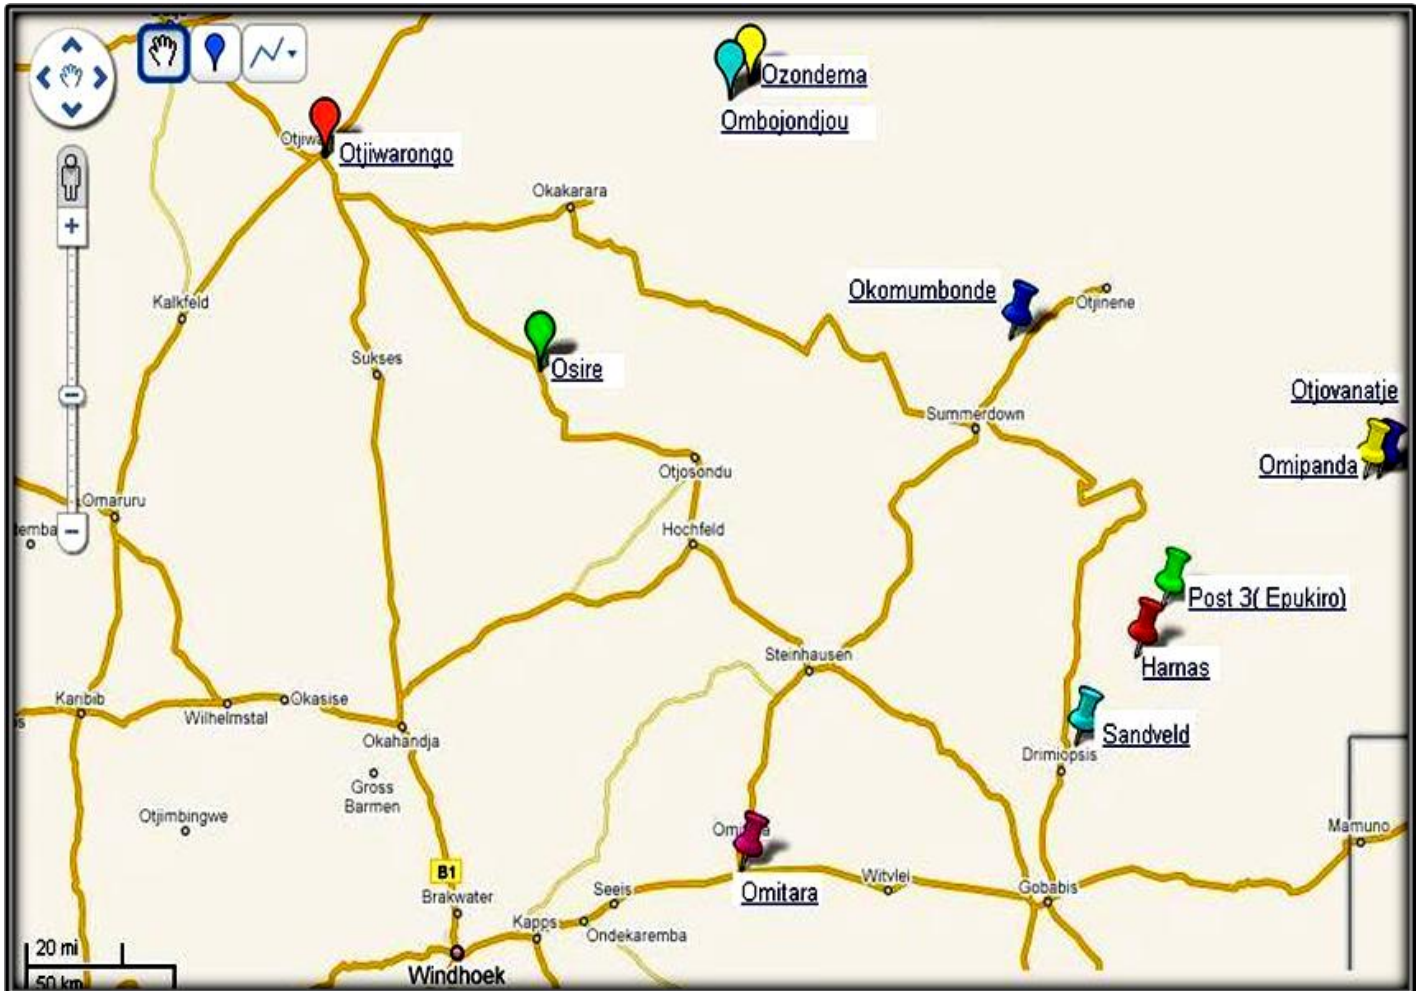 Ozondema
Ombojondjou
Otjiwarongo
Okakarara
Okomumbonde
Otjinene
Kalkfeld
Sukses
Osire
Otjovanatje
Summerdown
Omipanda
Otjosondu
Omaruru
Hochfeld
Post 3( Epukiro)
Harnas
Steinhausen
Karibib
Okasise
Wilhelmstal
Okahandja
Sandveld
Drimiopsis
Gross
Barmen
Otjimbingwe
Mamuno
B1
Omitara
Witvlei
Gobabis
Brakwater
Seeis
Kapps
Ondekaremba
Windhoek
20 mi
50 km